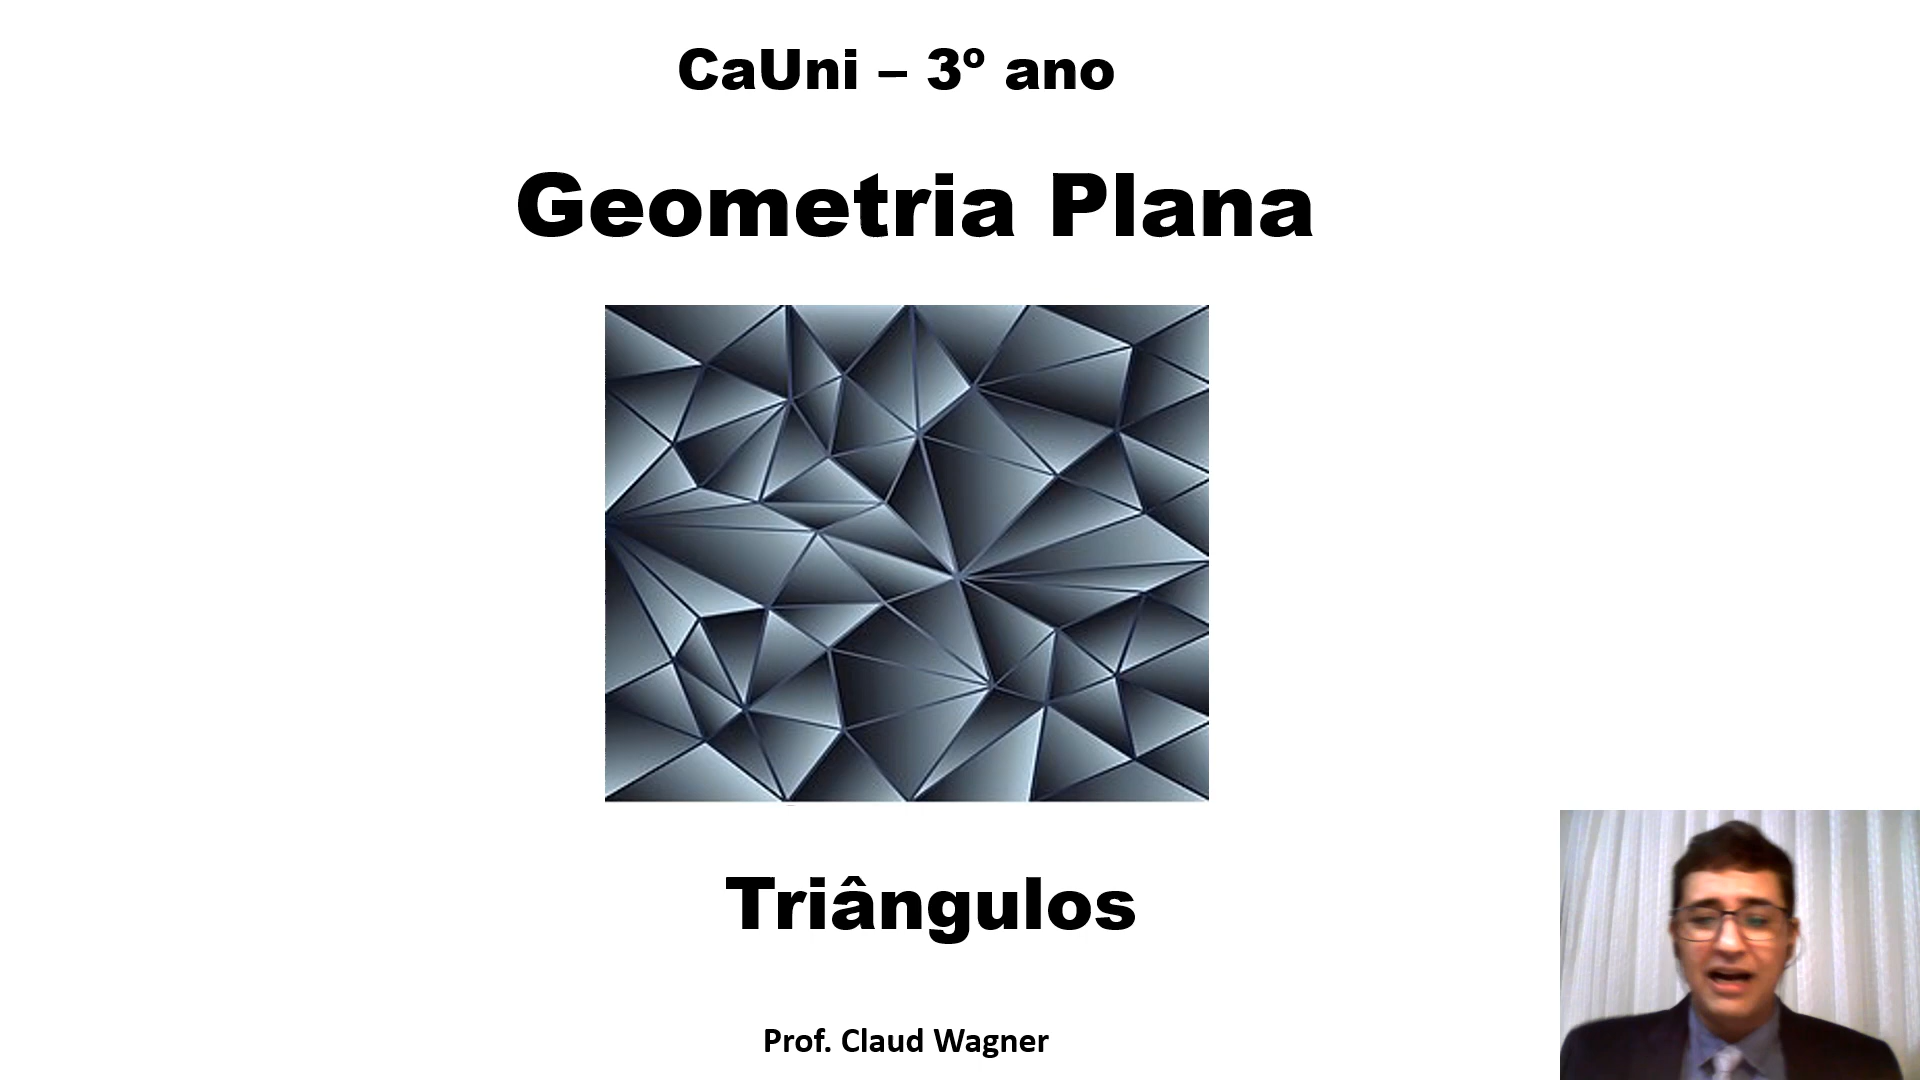 CaUni – 3º ano
Geometria Plana
Triângulos
Prof. Claud Wagner